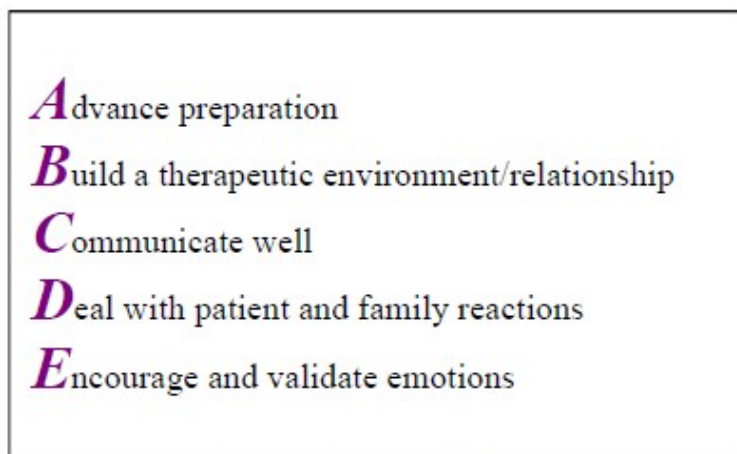 Advance preparation
Build a therapeutic environment/relationship
Communicate well
Deal with patient and family reactions
Encourage and validate emotions